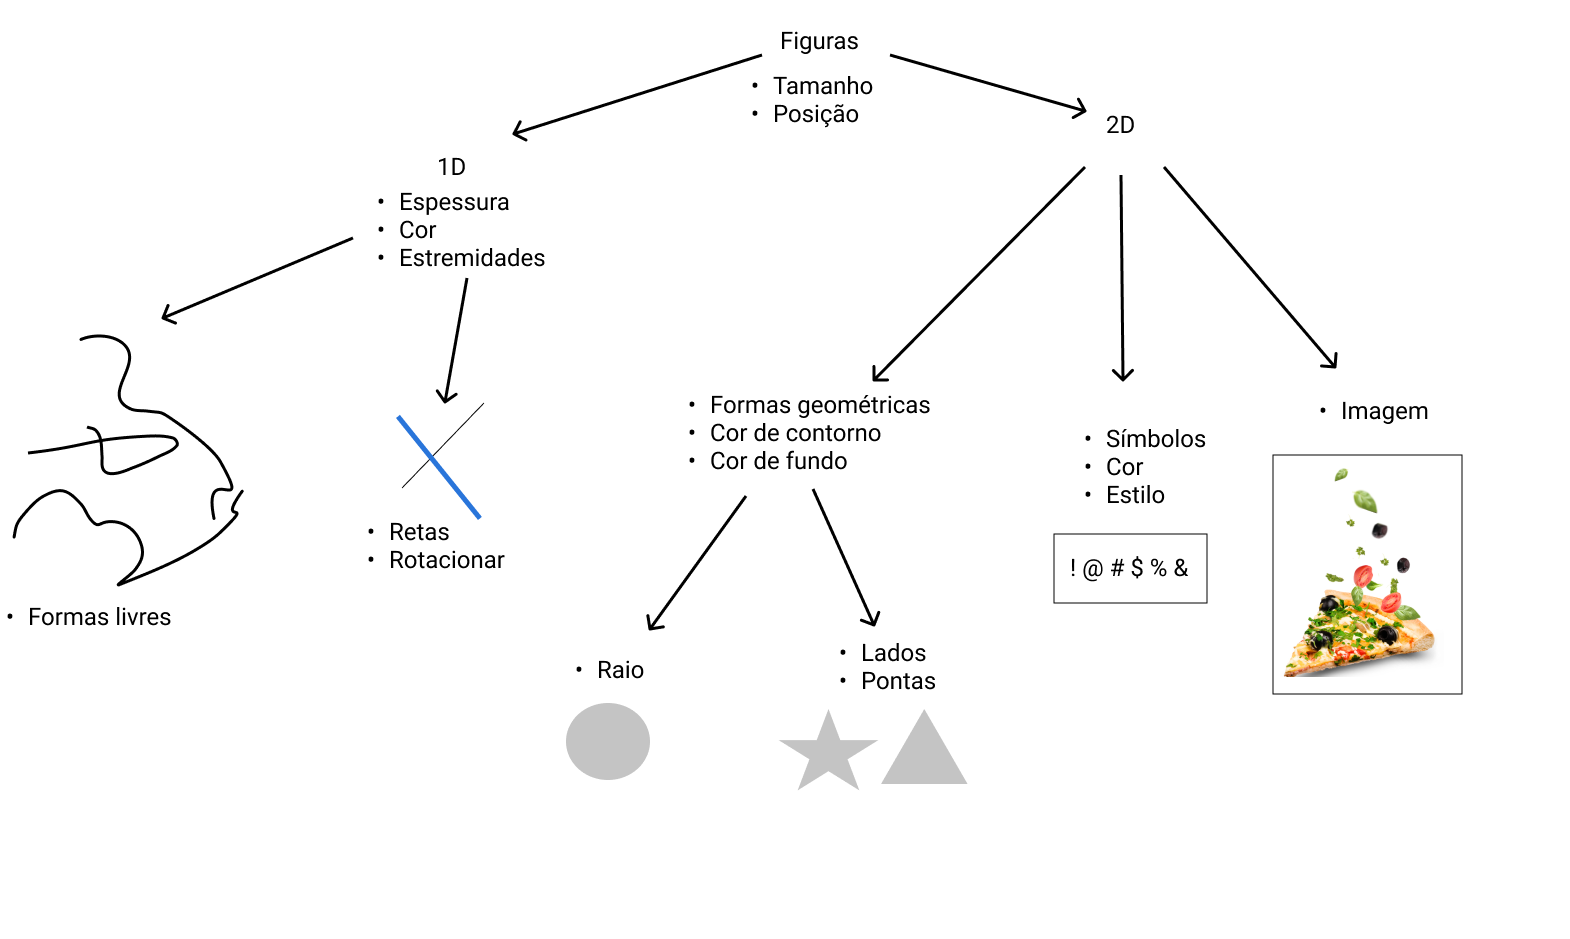 Figuras
• Tamanho
• Posição
1D
• Espessura
• Cor
• Estremidades
2D
• Formas livres
• Retas
• Rotacionar
• Formas geométricas
• Cor de contorno
• Cor de fundo
• Raio
• Lados
• Pontas
• Símbolos
• Cor
• Estilo
! @ # $ % &
• Imagem